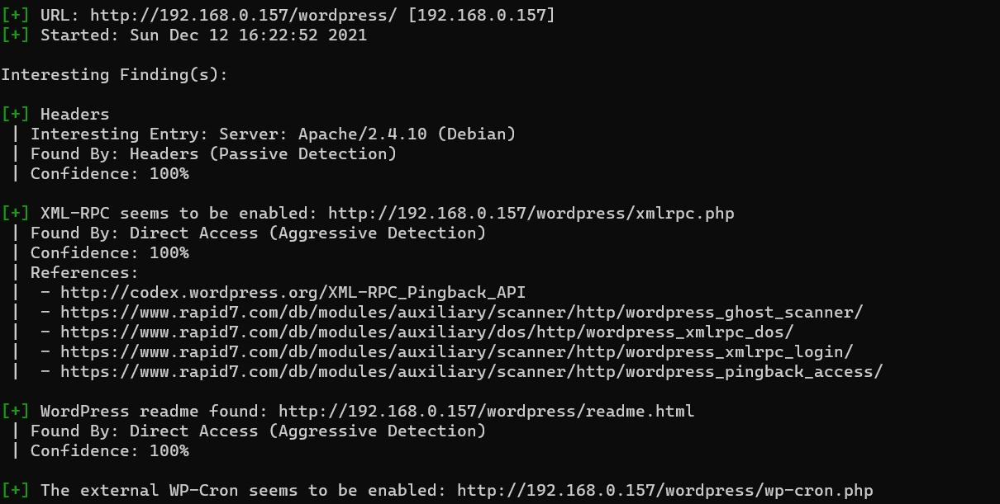 [+] URL: http://192.168.0.157/wordpress/ [192.168.0.157]
[+] Started: Sun Dec 12 16:22:52 2021
Interesting Finding(s):
[+] Headers
| Interesting Entry: Server: Apache/2.4.10 (Debian)
| Found By: Headers (Passive Detection)
| Confidence: 100%
[+] XML-RPC seems to be enabled: http://192.168.0.157/wordpress/xmlrpc.php
| Found By: Direct Access (Aggressive Detection)
| Confidence: 100%
| References:
|  - http://codex.wordpress.org/XML-RPC_Pingback_API
|  - https://www.rapid7.com/db/modules/auxiliary/scanner/http/wordpress_ghost_scanner/
|  - https://www.rapid7.com/db/modules/auxiliary/dos/http/wordpress_xmlrpc_dos/
|  - https://www.rapid7.com/db/modules/auxiliary/scanner/http/wordpress_xmlrpc_login/
|  - https://www.rapid7.com/db/modules/auxiliary/scanner/http/wordpress_pingback_access/
[+] WordPress readme found: http://192.168.0.157/wordpress/readme.html
| Found By: Direct Access (Aggressive Detection)
| Confidence: 100%
[+] The external WP-Cron seems to be enabled: http://192.168.0.157/wordpress/wp-cron.php